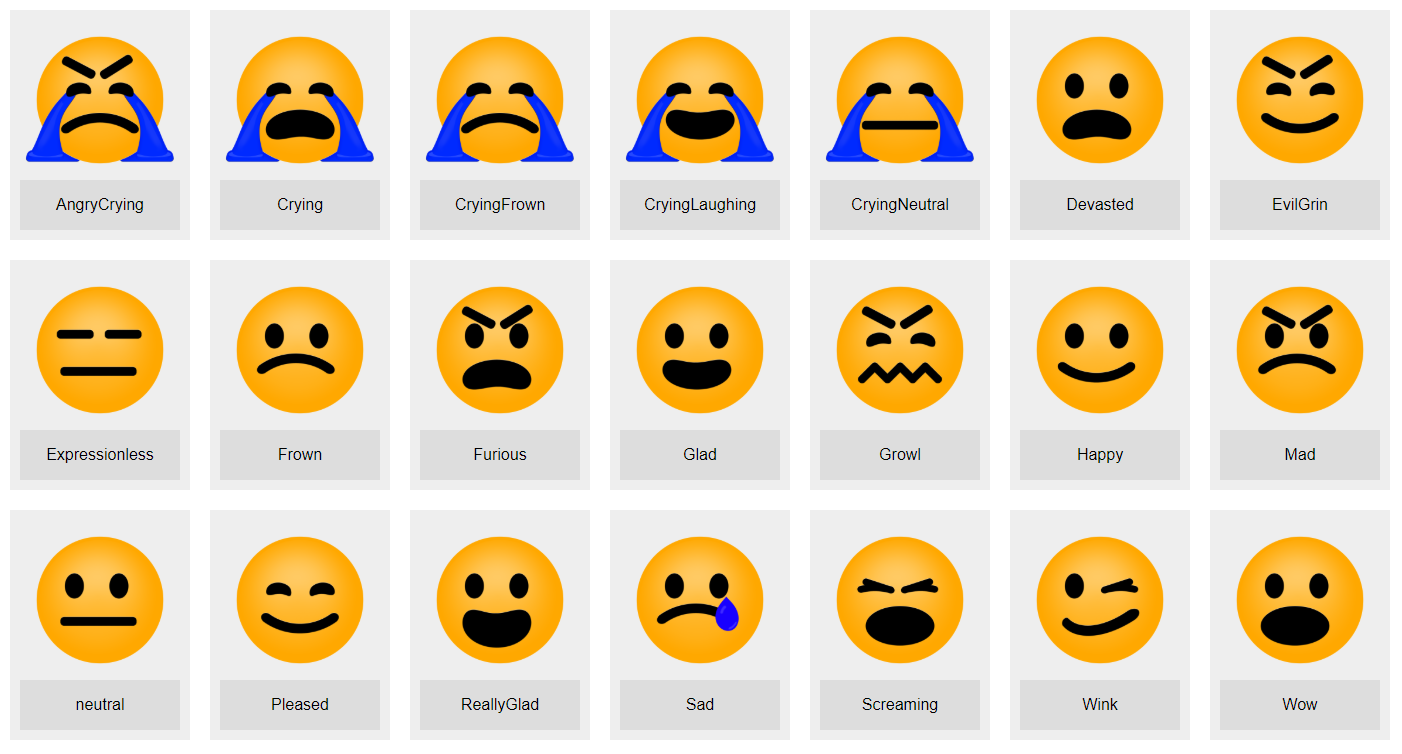 AngryCrying
Crying
CryingFrown
CryingLaughing
CryingNeutral
Devasted
EvilGrin
Expressionless
Frown
Furious
Glad
Growl
Happy
Mad
neutral
Pleased
ReallyGlad
Sad
Screaming
Wink
Wow